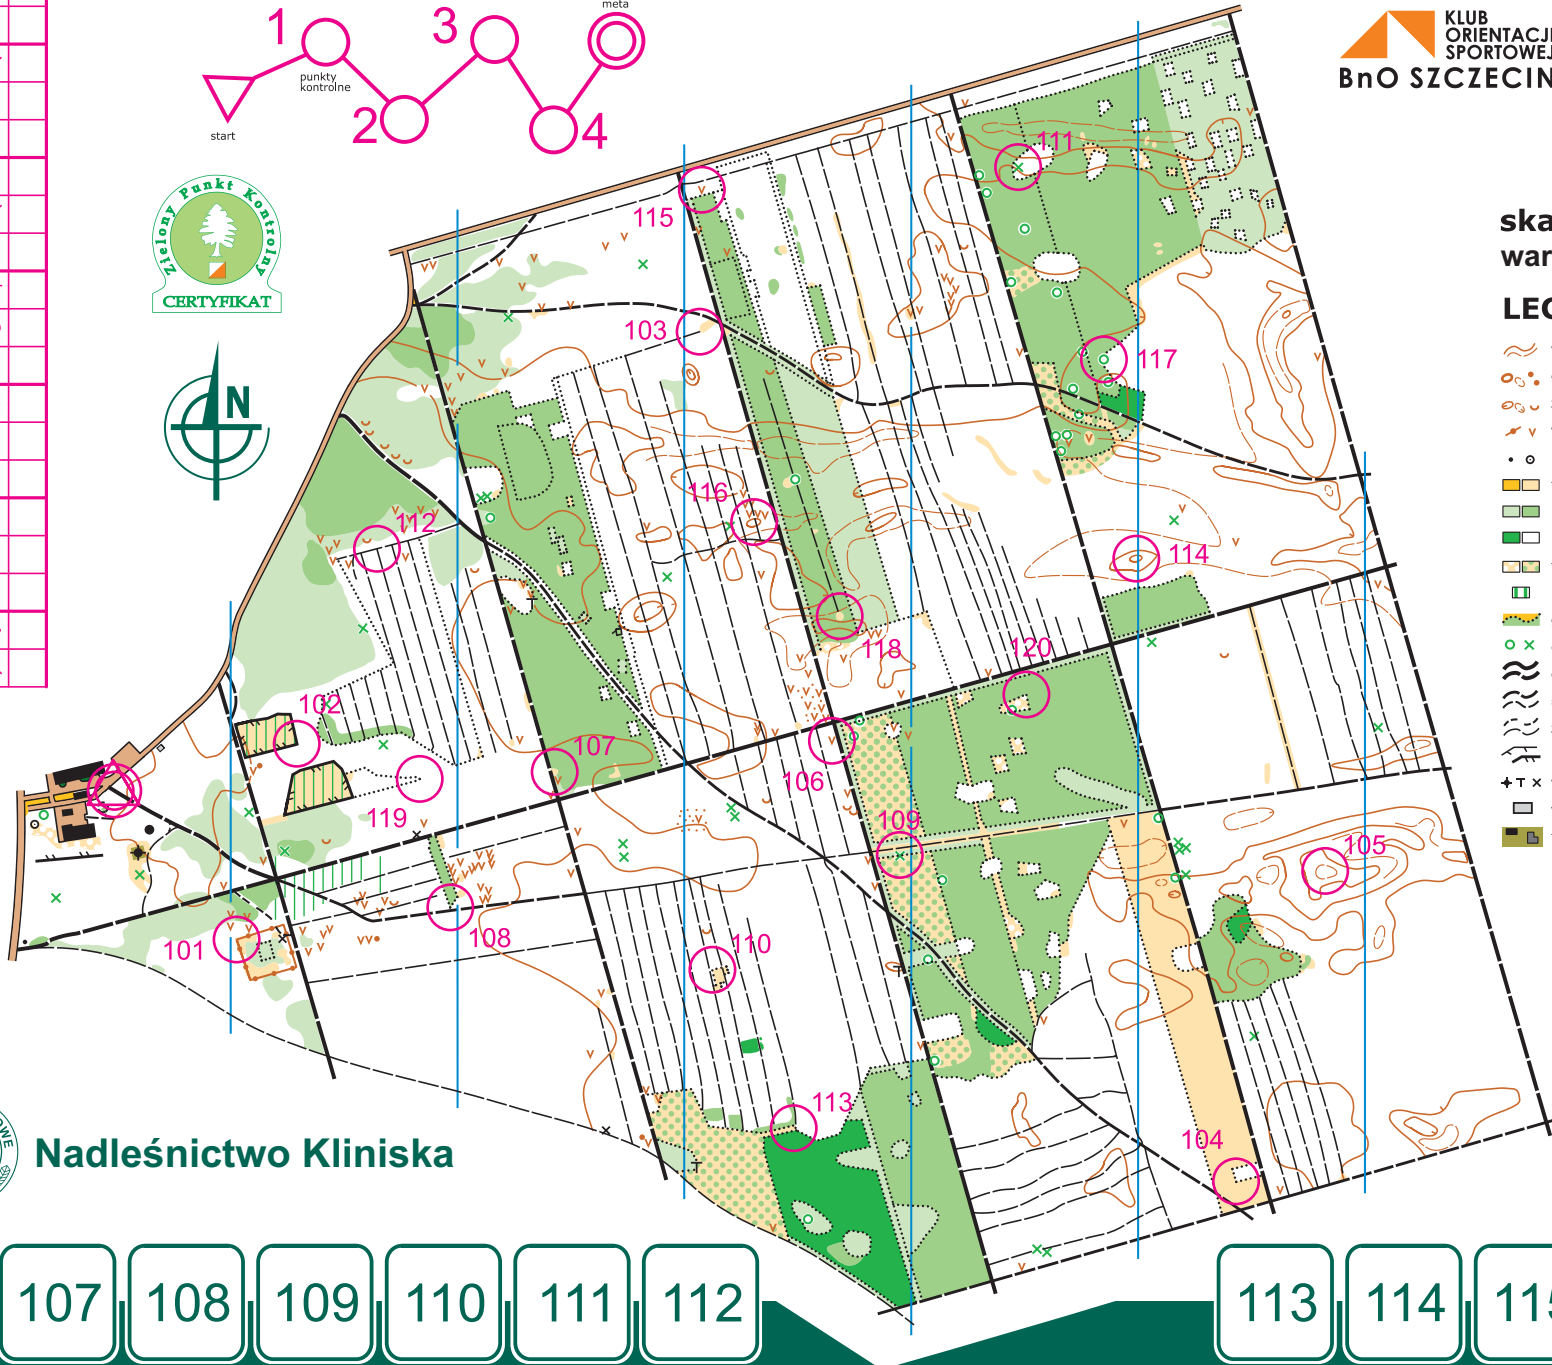 1
3
meta
punkty
kontrolne
2
4
start
KLUB
ORIENTACJI
SPORTOWEJ
BnO SZCZECIN
Zielony Punkt Kontrolny
CERTYFIKAT
N
ska
war
LEG
111
115
103
117
116
112
114
118
120
102
107
106
119
109
105
101
108
110
113
104
Nadleśnictwo Kliniska
107 108 109 110 111 112 113 114 115